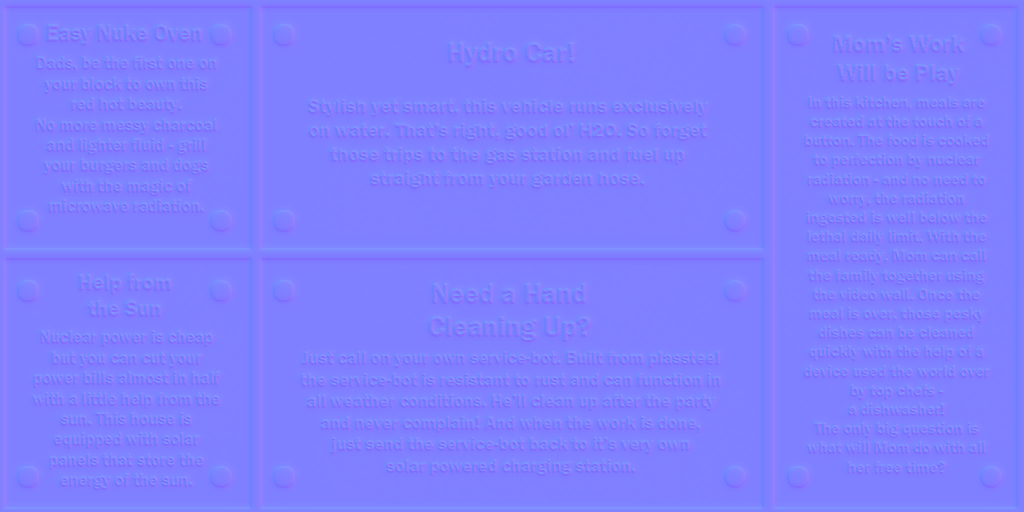 Easy Nuke Oven
Dads, be the first one on
your block to own this
red hot beauty.
No more messy charcoal
and lighter fluid - grill
your burgers and dogs
with the magic of
microwave radiation.
Hydro Car!
Stylish yet smart, this vehicle runs exclusively
on water. That's right, good ol' H2O. So forget
those trips to the gas station and fuel up
straight from your garden hose.
Mom's Work
Will be Play
In this kitchen, meals are
created at the touch of a
button. The food is cooked
to perfection by nuclear
radiation - and no need to
worry, the radiation
ingested is well below the
lethal daily limit. With the
meal ready, Mom can call
the family together using
the video wall. Once the
meal is over, those pesky
dishes can be cleaned
quickly with the help of a
device used the world over
by top chefs -
a dishwasher!
The only big question is
what will Mom do with all
her free time?
Help from
the Sun
Nuclear power is cheap
but you can cut your
power bills almost in half
with a little help from the
sun. This house is
equipped with solar
panels that store the
energy of the sun.
Need a Hand
Cleaning Up?
Just call on your own service-bot. Built from plassteel
the service-bot is resistant to rust and can function in
all weather conditions. He'll clean up after the party
and never complain! And when the work is done,
just send the service-bot back to it's very own
solar powered charging station.